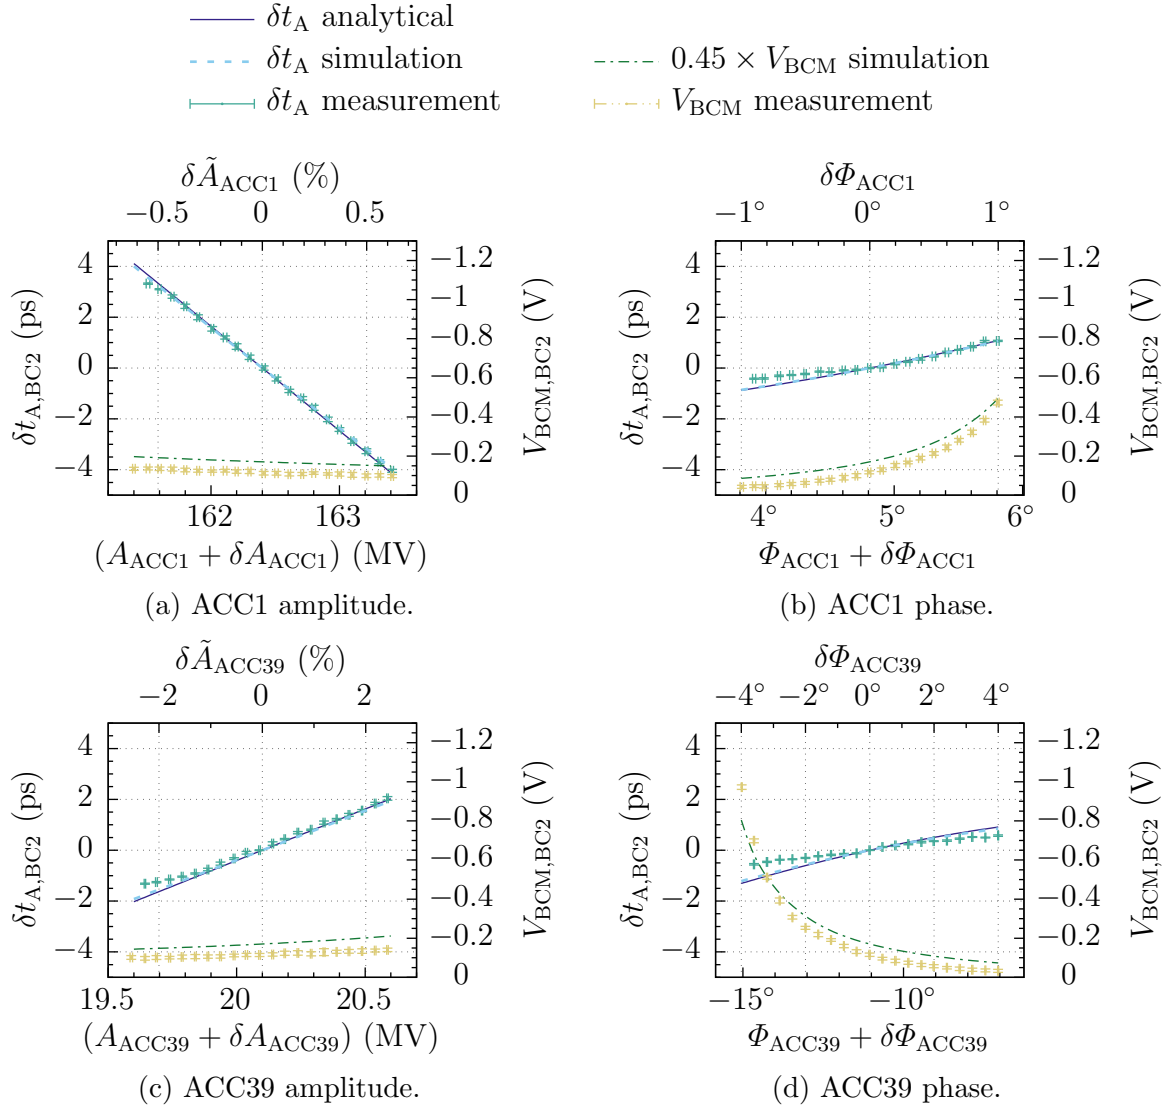 δt_A analytical
δt_A simulation
0.45 × V_BCM simulation
δt_A measurement
V_BCM measurement
δÃ_ACC1 (%)
−0.5 0 0.5
4 2 0 −2 −4
δt_A,BC2 (ps)
−1.2 −1 −0.8 −0.6 −0.4 −0.2 0
V_BCM,BC2 (V)
162 163
(A_ACC1 + δA_ACC1) (MV)
(a) ACC1 amplitude.
δΦ_ACC1
−1° 0° 1°
4 2 0 −2 −4
δt_A,BC2 (ps)
−1.2 −1 −0.8 −0.6 −0.4 −0.2 0
V_BCM,BC2 (V)
4° 5° 6°
Φ_ACC1 + δΦ_ACC1
(b) ACC1 phase.
δÃ_ACC39 (%)
−2 0 2
4 2 0 −2 −4
δt_A,BC2 (ps)
−1.2 −1 −0.8 −0.6 −0.4 −0.2 0
V_BCM,BC2 (V)
19.5 20 20.5
(A_ACC39 + δA_ACC39) (MV)
(c) ACC39 amplitude.
δΦ_ACC39
−4° −2° 0° 2° 4°
4 2 0 −2 −4
δt_A,BC2 (ps)
−1.2 −1 −0.8 −0.6 −0.4 −0.2 0
V_BCM,BC2 (V)
−15° −10°
Φ_ACC39 + δΦ_ACC39
(d) ACC39 phase.